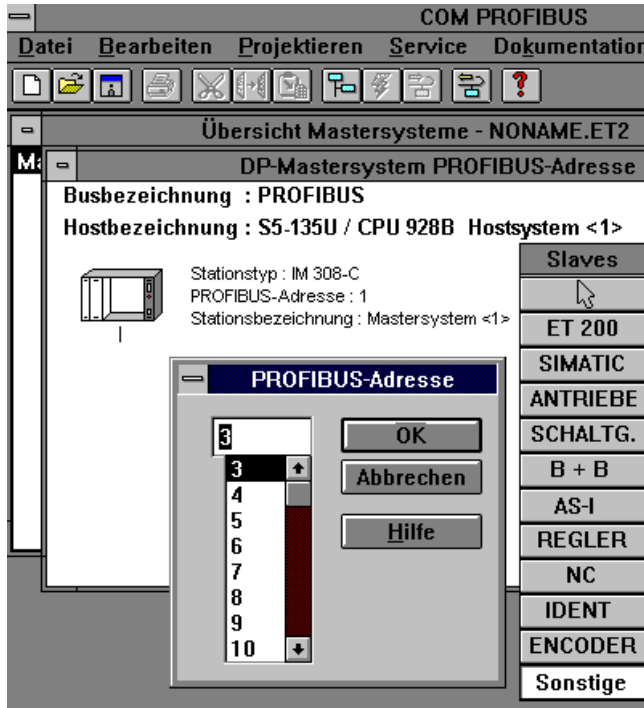 COM PROFIBUS
Datei Bearbeiten Projektieren Service Dokumentation
Übersicht Mastersysteme - NONAME.ET2
DP-Mastersystem PROFIBUS-Adresse
Busbezeichnung : PROFIBUS
Hostbezeichnung : S5-135U / CPU 928B Hostsystem <1>
Stationstyp : IM 308-C
PROFIBUS-Adresse : 1
Stationsbezeichnung : Mastersystem <1>
PROFIBUS-Adresse
3
3
4
5
6
7
8
9
10
OK
Abbrechen
Hilfe
Slaves
ET 200
SIMATIC
ANTRIEBE
SCHALTG.
B + B
AS-I
REGLER
NC
IDENT
ENCODER
Sonstige